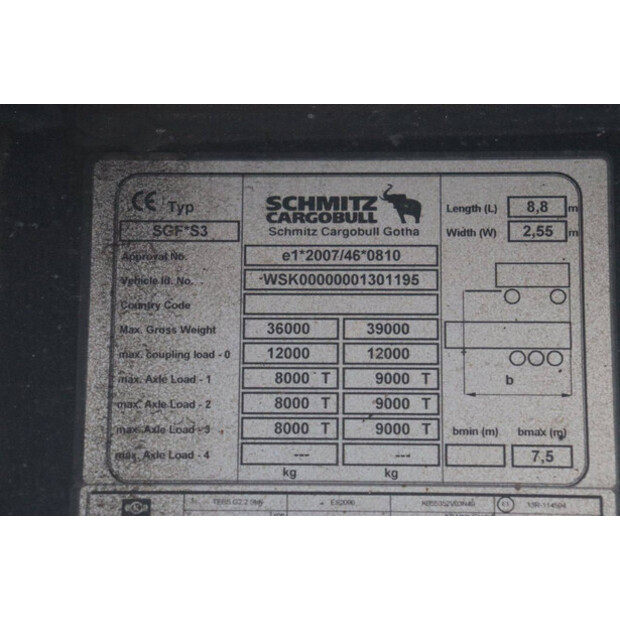 CE Typ
SGF*S3
SCHMITZ
CARGOBULL
Schmitz Cargobull Gotha
Length (L) 8,8 m
Width (W) 2,55 m
Approval No. e1*2007/46*0810
Vehicle Id. No. WSK00000001301195
Country Code
Max. Gross Weight 36000 39000
max. coupling load - 0 12000 12000
max. Axle Load - 1 8000 T 9000 T
max. Axle Load - 2 8000 T 9000 T
max. Axle Load - 3 8000 T 9000 T
max. Axle Load - 4 --- ---
kg kg
b
bmin (m) bmax (m)
7,5